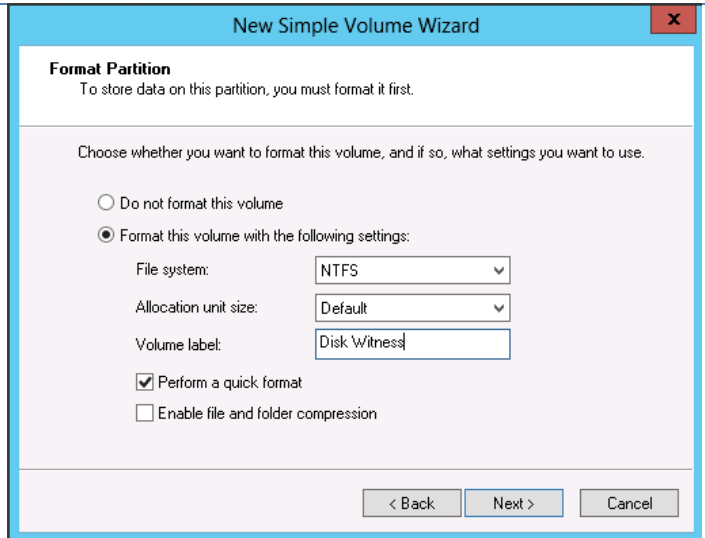 New Simple Volume Wizard
x
Format Partition
To store data on this partition, you must format it first.
Choose whether you want to format this volume, and if so, what settings you want to use.
Do not format this volume
Format this volume with the following settings:
File system: NTFS
Allocation unit size: Default
Volume label: Disk Witness
Perform a quick format
Enable file and folder compression
< Back Next > Cancel